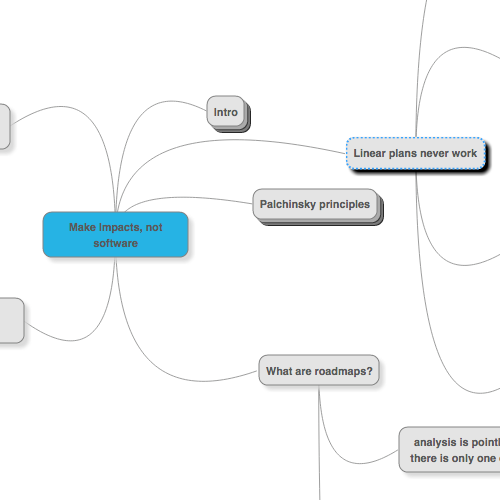 Intro
Linear plans never work
Palchinsky principles
Make impacts, not
software
What are roadmaps?
analysis is
there is only one